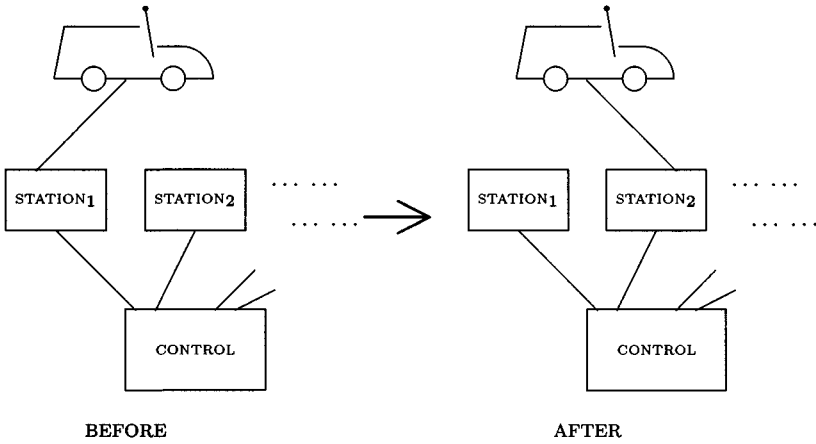 STATION1 STATION2 ... ... STATION1 STATION2 ... ...
... ... ... ...
CONTROL CONTROL
BEFORE AFTER